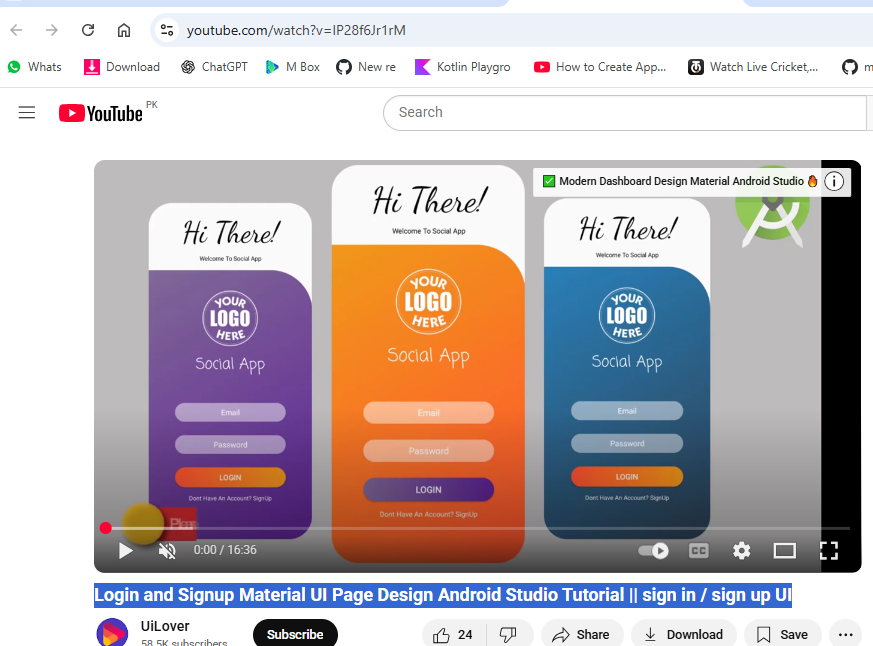 youtube.com/watch?v=IP28f6Jr1rM
Whats
Download
ChatGPT
M Box
New re
Kotlin Playgro
How to Create App...
Watch Live Cricket,...
m
YouTube PK
Search
Modern Dashboard Design Material Android Studio
Hi There!
Welcome To Social App
YOUR
LOGO
HERE
Social App
Email
Password
LOGIN
Dont Have An Account? SignUp
Hi There!
Welcome To Social App
YOUR
LOGO
HERE
Social App
Email
Password
LOGIN
Dont Have An Account? SignUp
Hi There!
Welcome To Social App
YOUR
LOGO
HERE
Social App
Email
Password
LOGIN
Dont Have An Account? SignUp
0:00 / 16:36
CC
Login and Signup Material UI Page Design Android Studio Tutorial || sign in / sign up UI
UiLover
58.5K subscribers
Subscribe
24
Share
Download
Save